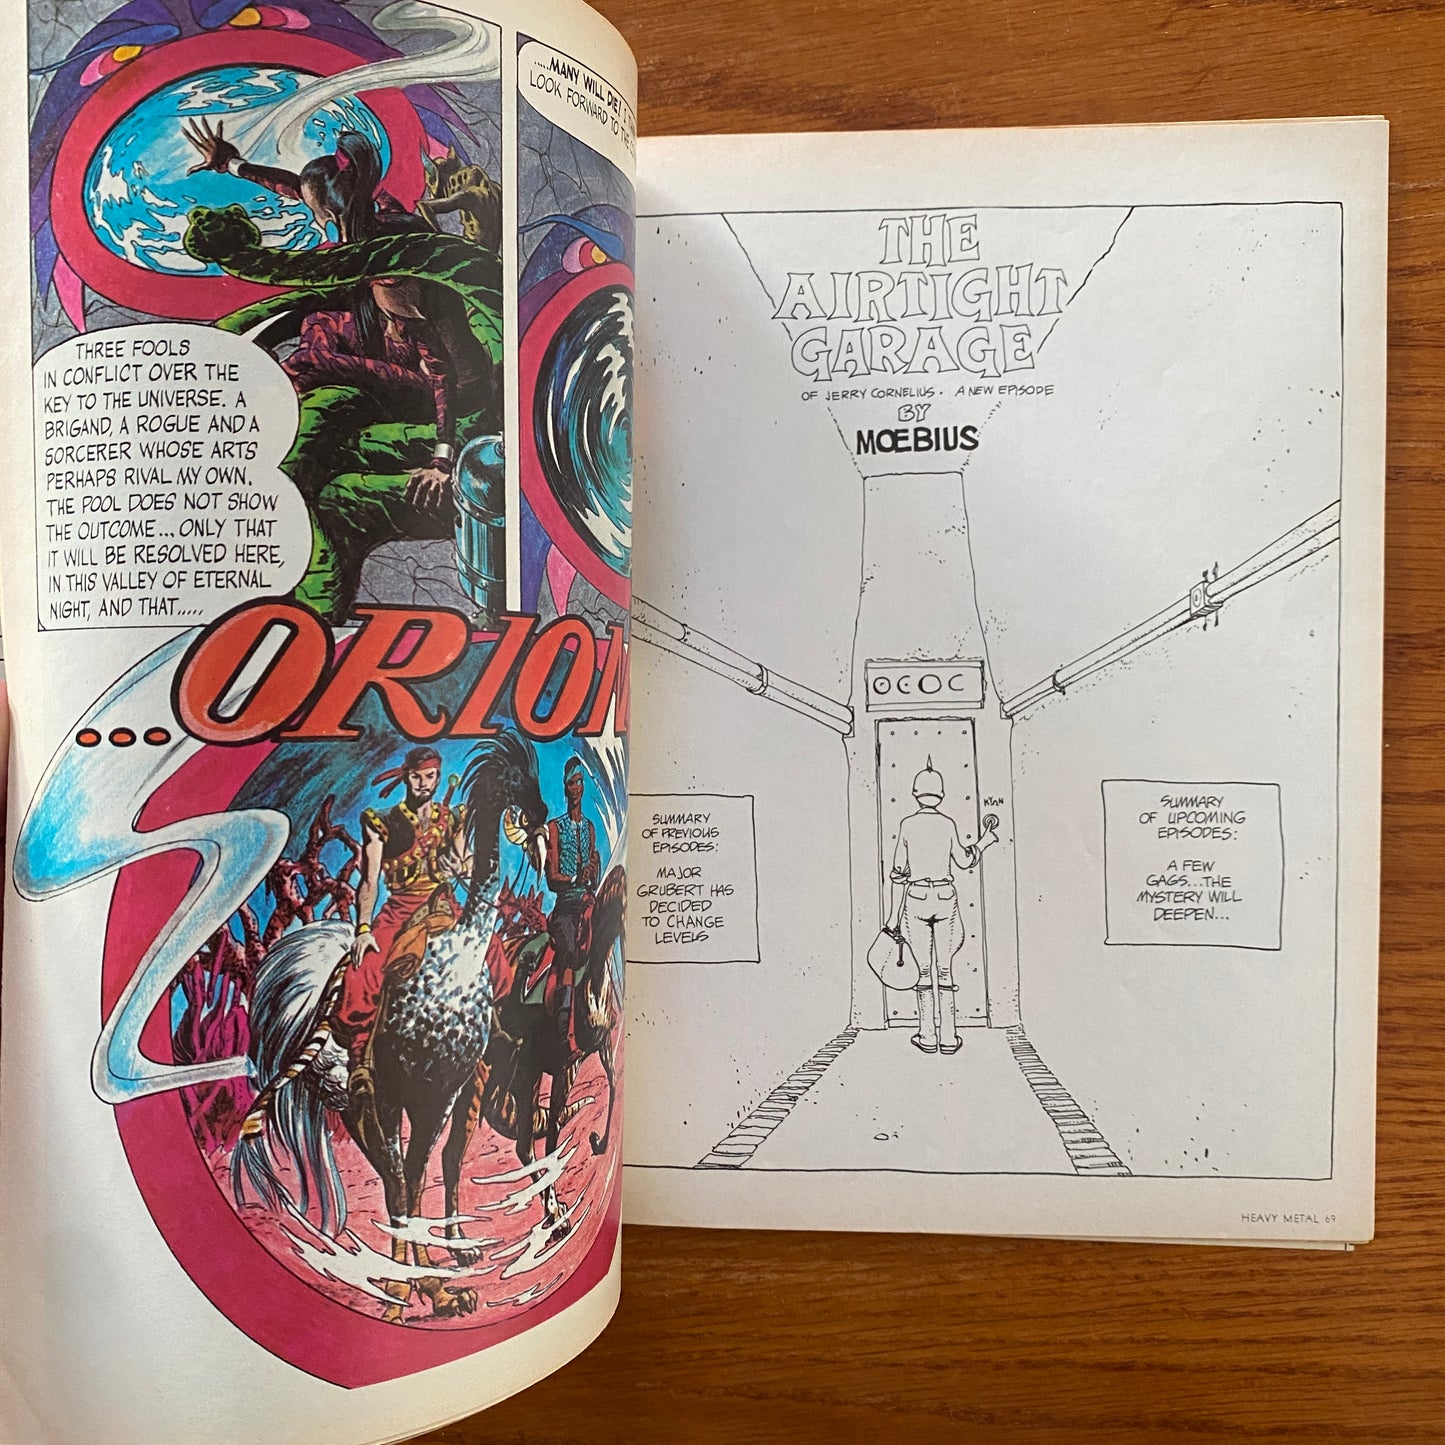 THREE FOOLS
IN CONFLICT OVER THE
KEY TO THE UNIVERSE. A
BRIGAND, A ROGUE AND A
SORCERER WHOSE ARTS
PERHAPS RIVAL MY OWN.
THE POOL DOES NOT SHOW
THE OUTCOME... ONLY THAT
IT WILL BE RESOLVED HERE,
IN THIS VALLEY OF ETERNAL
NIGHT, AND THAT.....
.....MANY WILL DIE! I
LOOK FORWARD TO THE
...ORION
THE
AIRTIGHT
GARAGE
OF JERRY CORNELIUS. A NEW EPISODE
BY
MŒBIUS
SUMMARY
OF PREVIOUS
EPISODES:
MAJOR
GRUBERT HAS
DECIDED
TO CHANGE
LEVELS
SUMMARY
OF UPCOMING
EPISODES:
A FEW
GAGS...THE
MYSTERY WILL
DEEPEN...
HEAVY METAL 69